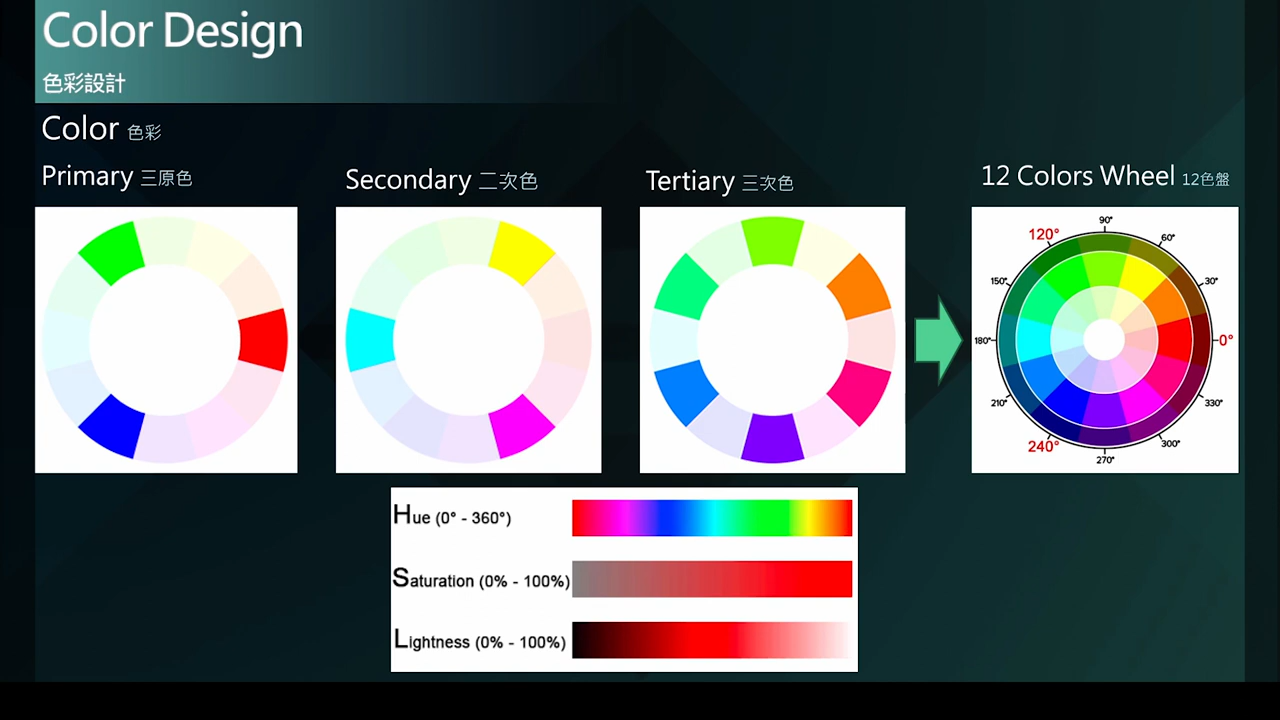 Color Design
色彩設計
Color 色彩
Primary 三原色
Secondary 二次色
Tertiary 三次色
12 Colors Wheel 12色盤
90°
120°
60°
150°
30°
180°
0°
210°
330°
240°
300°
270°
Hue (0° - 360°)
Saturation (0% - 100%)
Lightness (0% - 100%)